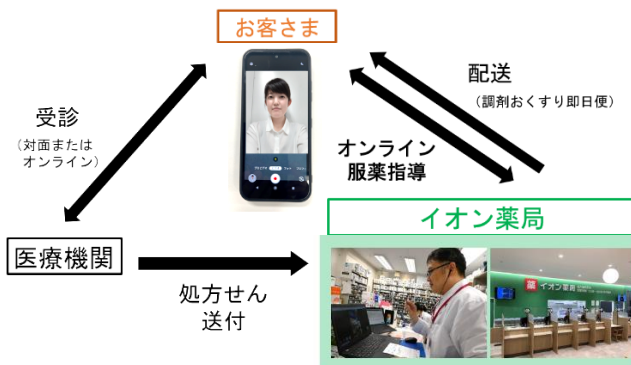 お客さま
受診
（対面または
オンライン）
配送
（調剤おくすり即日便）
オンライン
服薬指導
イオン薬局
医療機関
処方せん
送付
薬 イオン薬局